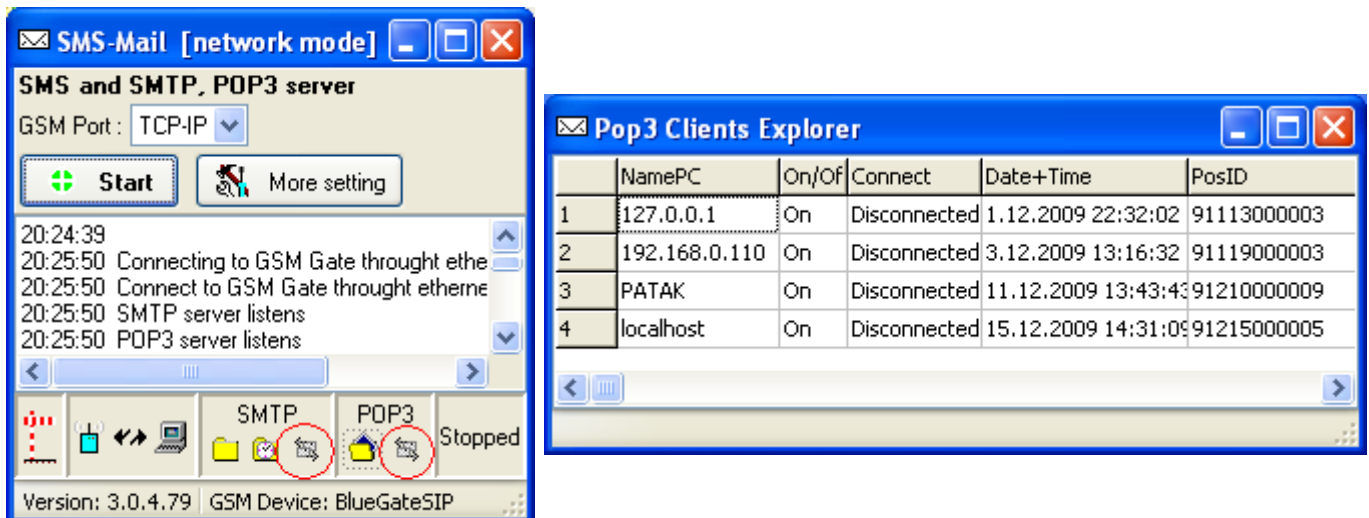 SMS-Mail [network mode]
SMS and SMTP, POP3 server
GSM Port : TCP-IP
Start More setting
20:24:39
20:25:50 Connecting to GSM Gate throught ethe
20:25:50 Connect to GSM Gate throught etherne
20:25:50 SMTP server listens
20:25:50 POP3 server listens
SMTP POP3
Stopped
Version: 3.0.4.79 GSM Device: BlueGateSIP
Pop3 Clients Explorer
NamePC On/Of Connect Date+Time PosID
1 127.0.0.1 On Disconnected 1.12.2009 22:32:02 91113000003
2 192.168.0.110 On Disconnected 3.12.2009 13:16:32 91119000003
3 PATAK On Disconnected 11.12.2009 13:43:43 91210000009
4 localhost On Disconnected 15.12.2009 14:31:09 91215000005